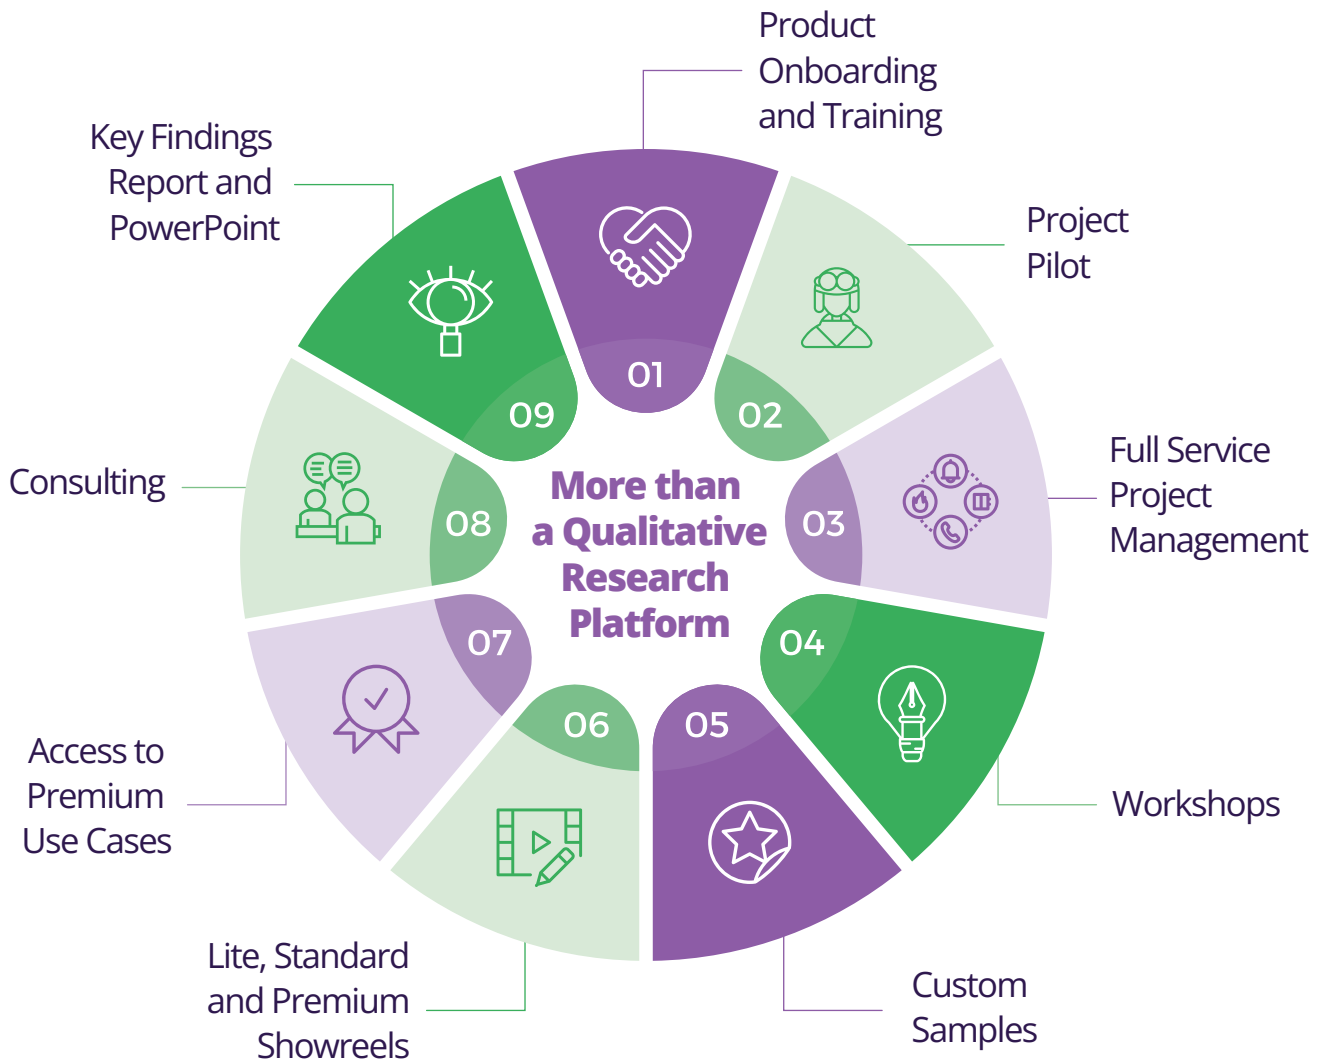 Product
Onboarding
and Training
01
Project
Pilot
02
Full Service
Project
Management
03
Workshops
04
Custom
Samples
05
Lite, Standard
and Premium
Showreels
06
Access to
Premium
Use Cases
07
Consulting
08
Key Findings
Report and
PowerPoint
09
More than
a Qualitative
Research
Platform